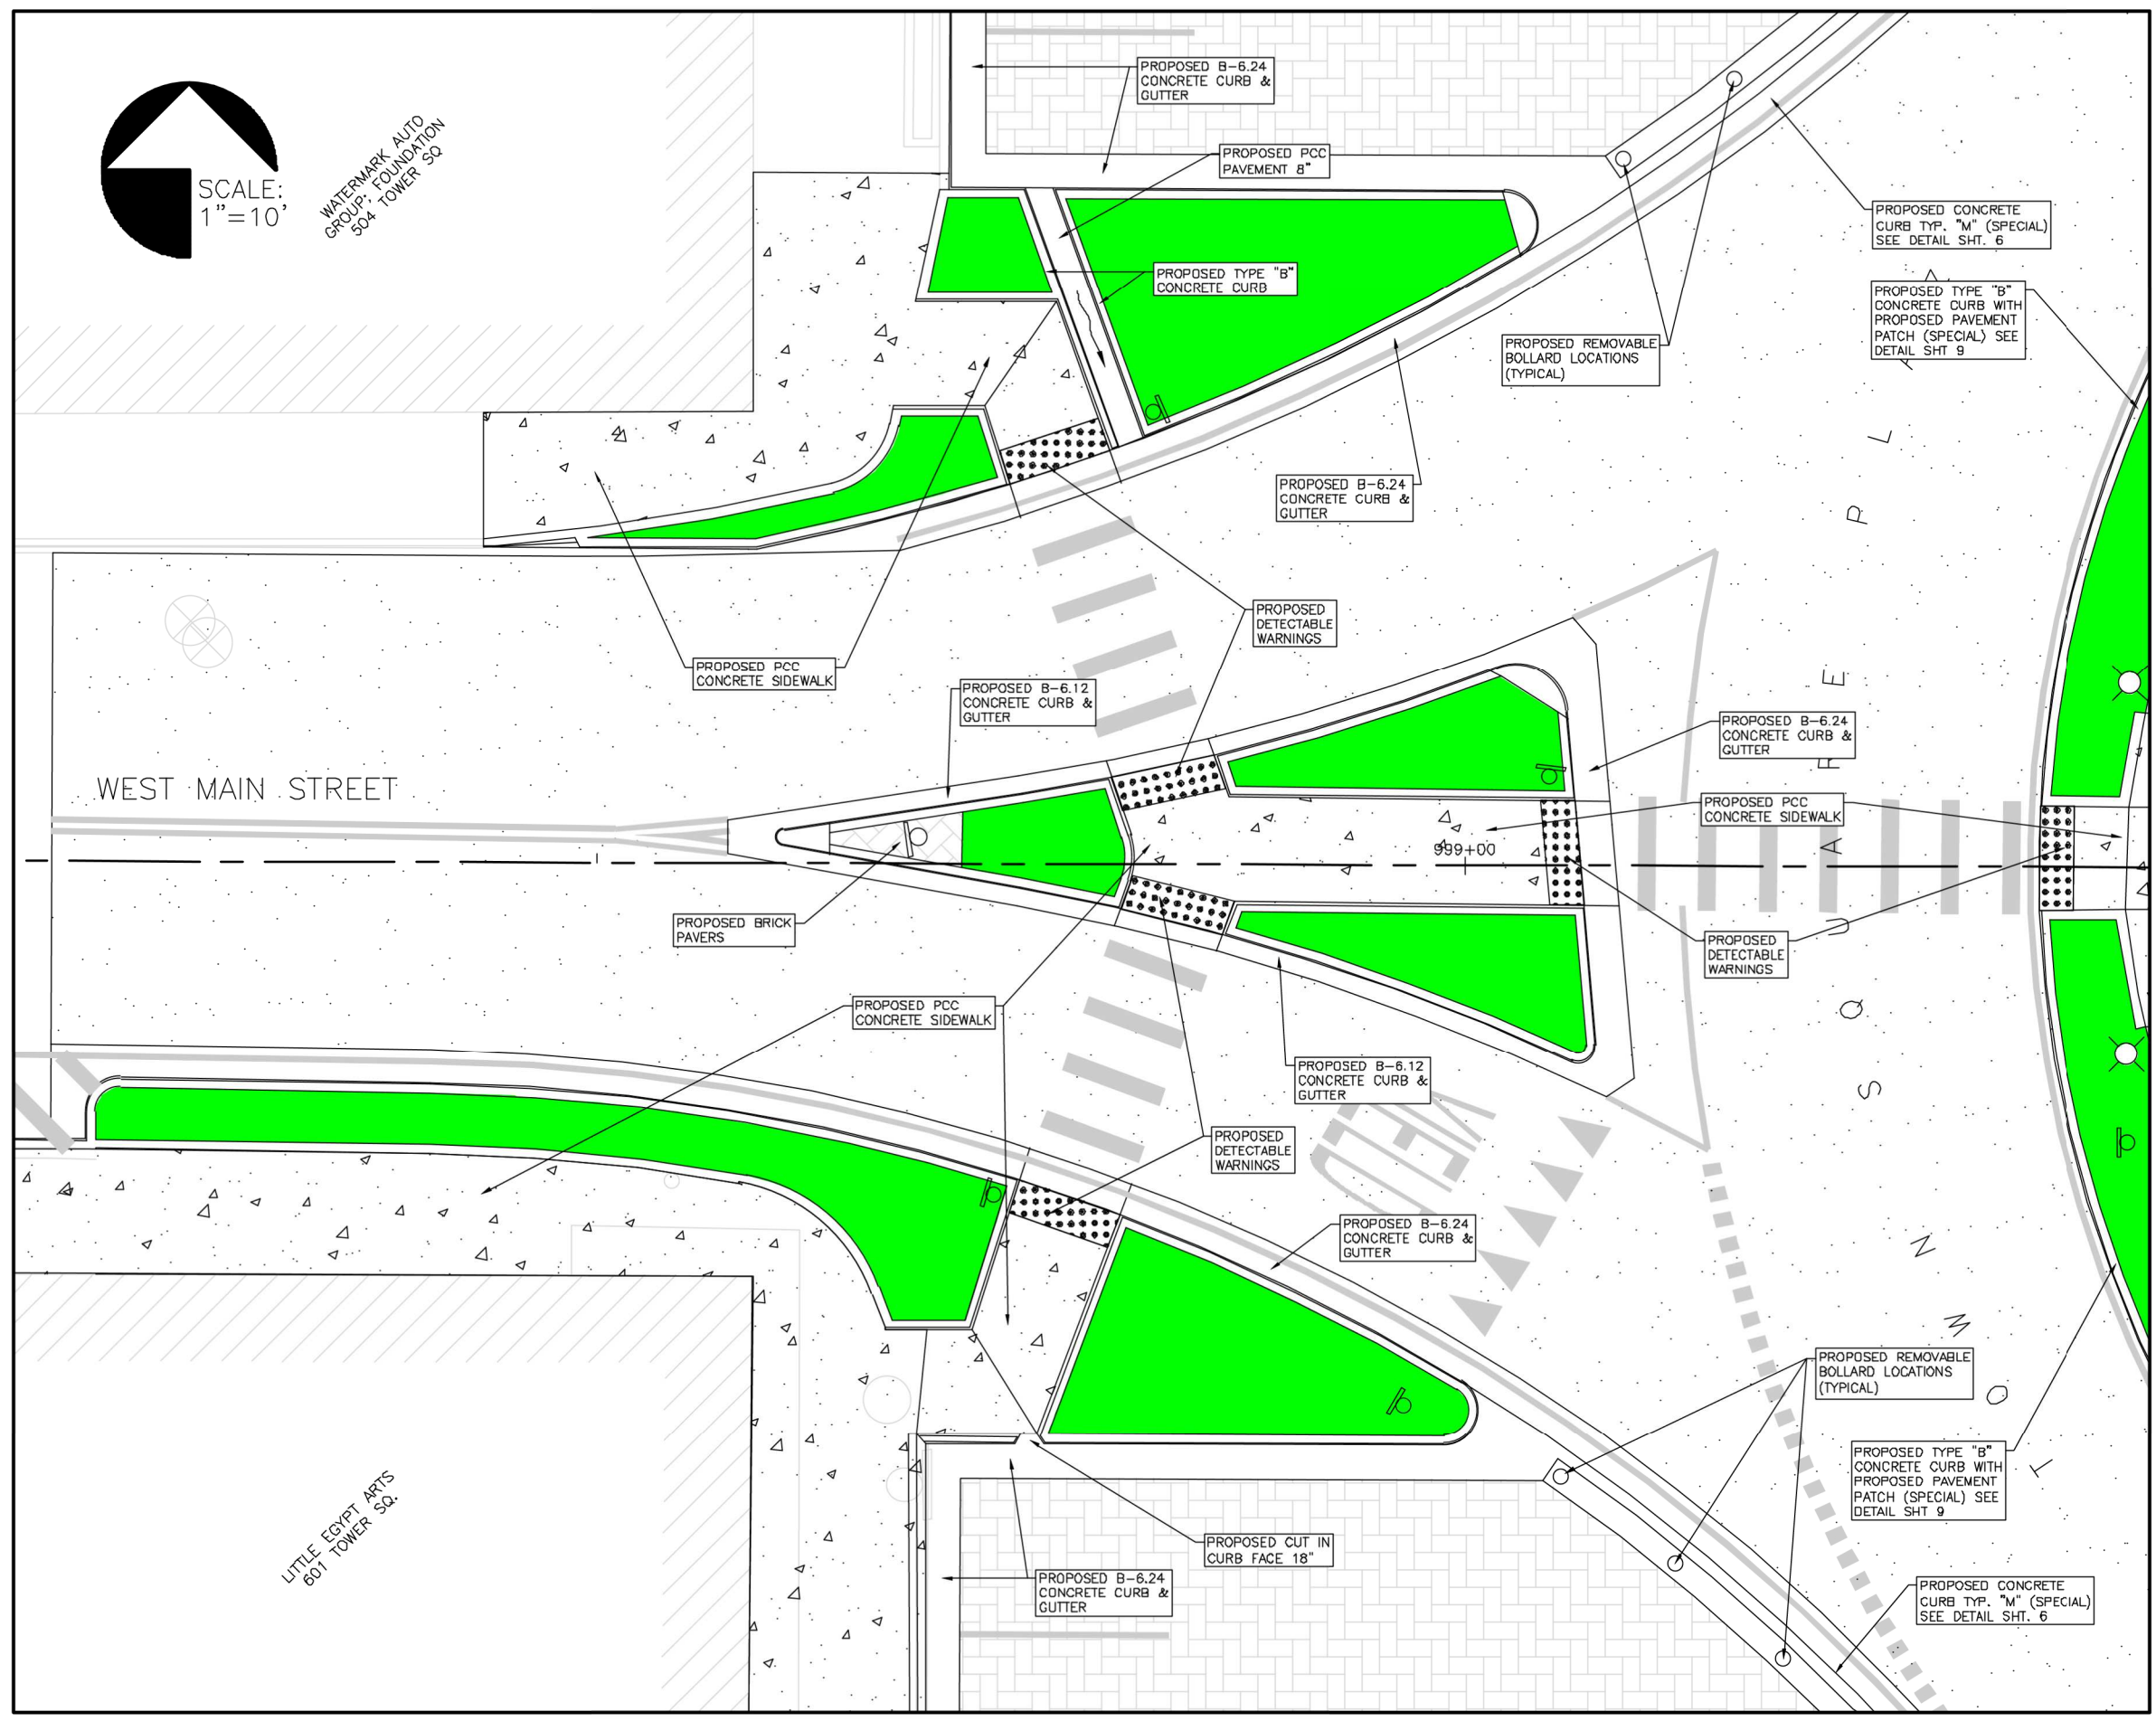 SCALE:
1"=10'
WATERMARK AUTO
GROUP; FOUNDATION
504 TOWER SQ
PROPOSED B-6.24
CONCRETE CURB &
GUTTER
PROPOSED PCC
PAVEMENT 8"
PROPOSED TYPE "B"
CONCRETE CURB
PROPOSED CONCRETE
CURB TYP. "M" (SPECIAL)
SEE DETAIL SHT. 6
PROPOSED TYPE "B"
CONCRETE CURB WITH
PROPOSED PAVEMENT
PATCH (SPECIAL) SEE
DETAIL SHT 9
PROPOSED REMOVABLE
BOLLARD LOCATIONS
(TYPICAL)
PROPOSED B-6.24
CONCRETE CURB &
GUTTER
PROPOSED
DETECTABLE
WARNINGS
PROPOSED PCC
CONCRETE SIDEWALK
PROPOSED B-6.12
CONCRETE CURB &
GUTTER
PROPOSED B-6.24
CONCRETE CURB &
GUTTER
WEST MAIN STREET
PROPOSED PCC
CONCRETE SIDEWALK
999+00
PROPOSED BRICK
PAVERS
PROPOSED
DETECTABLE
WARNINGS
PROPOSED PCC
CONCRETE SIDEWALK
PROPOSED B-6.12
CONCRETE CURB &
GUTTER
YIELD
PROPOSED
DETECTABLE
WARNINGS
PROPOSED B-6.24
CONCRETE CURB &
GUTTER
TOWN SQUARE PLAZA
PROPOSED REMOVABLE
BOLLARD LOCATIONS
(TYPICAL)
PROPOSED TYPE "B"
CONCRETE CURB WITH
PROPOSED PAVEMENT
PATCH (SPECIAL) SEE
DETAIL SHT 9
LITTLE EGYPT ARTS
601 TOWER SQ.
PROPOSED CUT IN
CURB FACE 18"
PROPOSED B-6.24
CONCRETE CURB &
GUTTER
PROPOSED CONCRETE
CURB TYP. "M" (SPECIAL)
SEE DETAIL SHT. 6